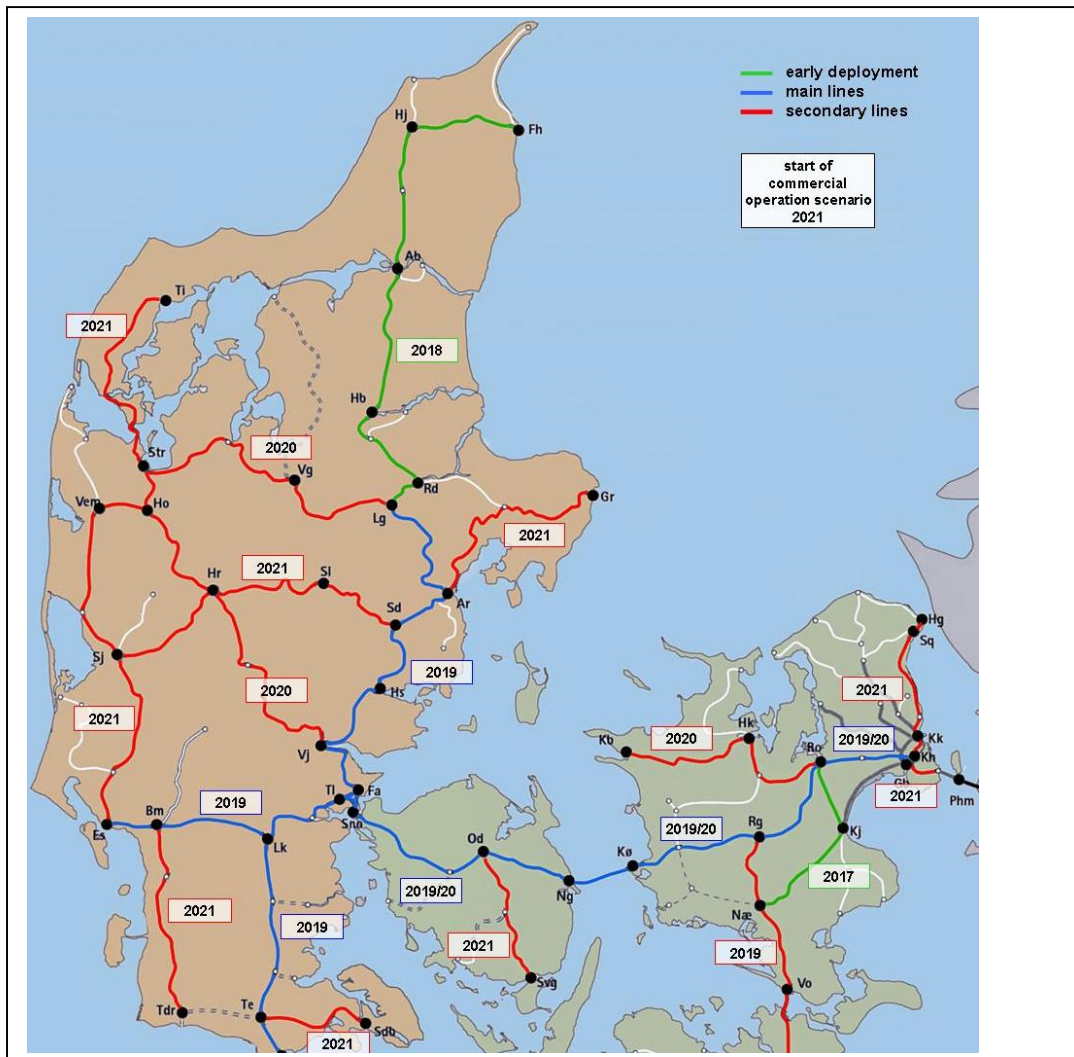 early deployment
main lines
secondary lines
start of
commercial
operation scenario
2021
Hj
Fh
Ab
Ti
2021
2018
Hb
Str
2020
Vg
Rd
Gr
Vem
Ho
Lg
2021
Hr
2021
Sl
Ar
Sd
Hg
Sq
Sj
2020
2019
Hs
2021
2021
Kb
2020
Hk
Ro
2019/20
Kk
Kh
Gb
Vj
2021
Phm
Tl
Fa
Es
Bm
2019
Lk
Sno
Od
Kø
2019/20
Rg
Kj
2019/20
Ng
2017
2021
2019
Næ
2021
Svg
2019
Vo
Tdr
Te
Sdb
2021